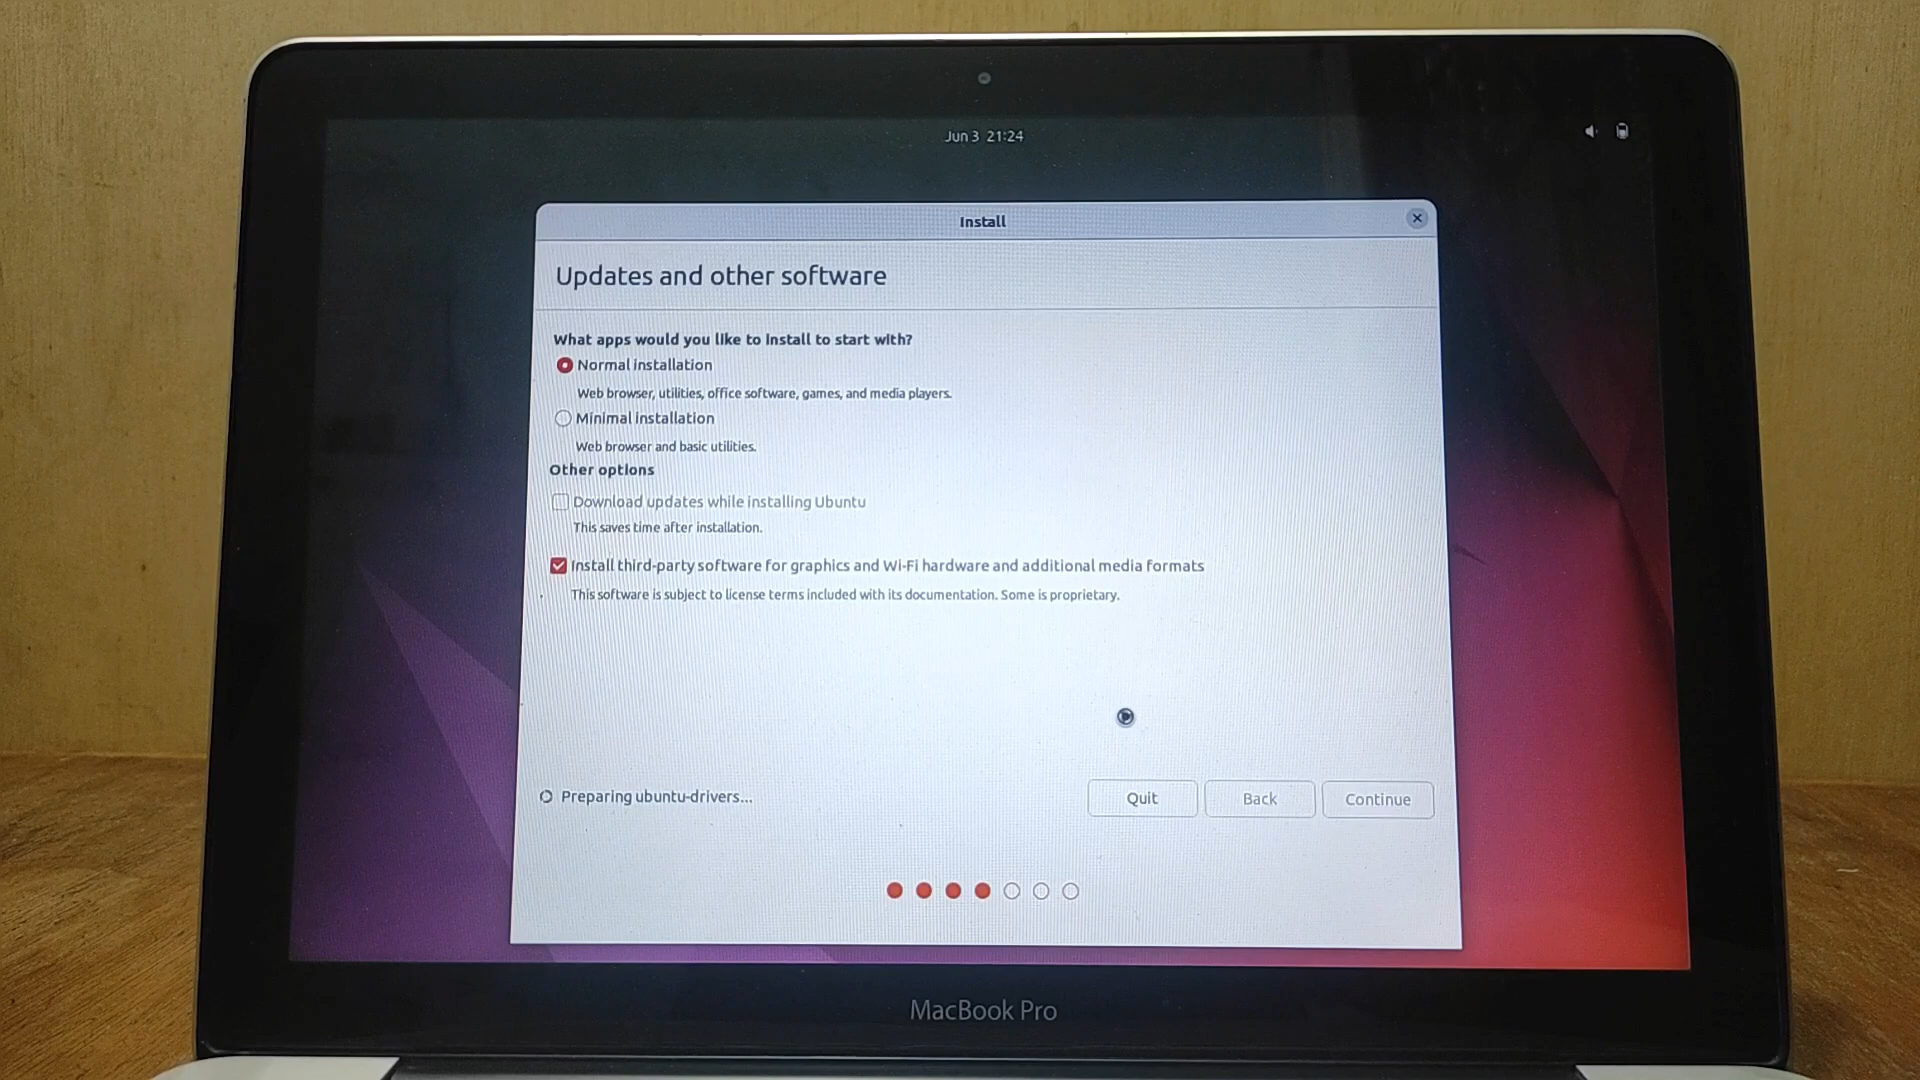 Jun 3 21:24
Install
Updates and other software
What apps would you like to install to start with?
Normal installation
Web browser, utilities, office software, games, and media players.
Minimal installation
Web browser and basic utilities.
Other options
Download updates while installing Ubuntu
This saves time after installation.
Install third-party software for graphics and Wi-Fi hardware and additional media formats
This software is subject to license terms included with its documentation. Some is proprietary.
Preparing ubuntu-drivers...
Quit Back Continue
MacBook Pro